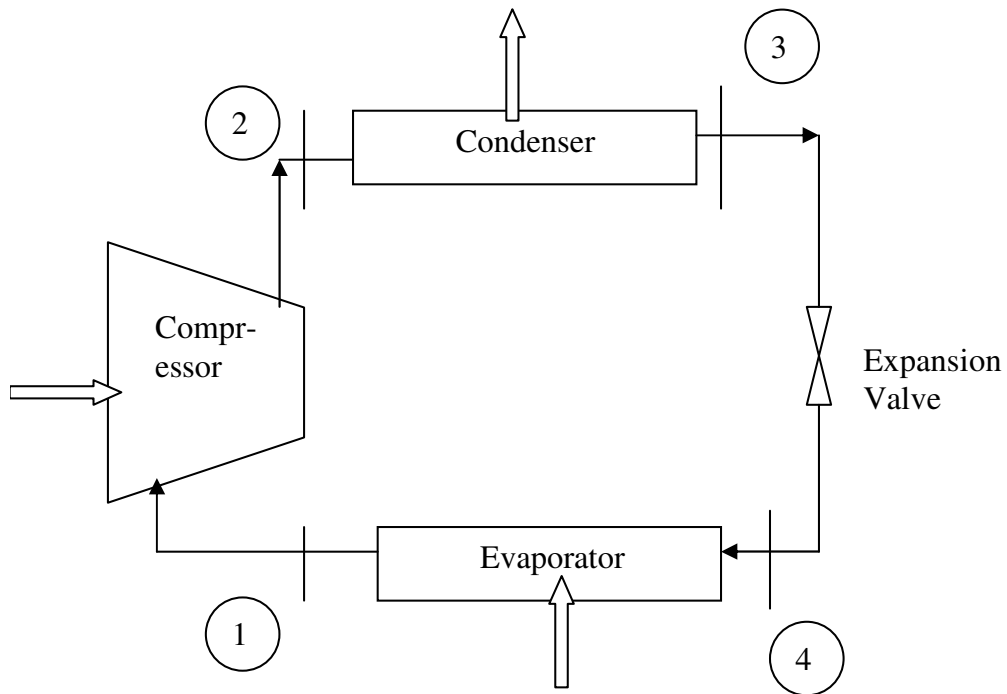 3
2
Condenser
Compr-
essor
Expansion
Valve
Evaporator
1
4